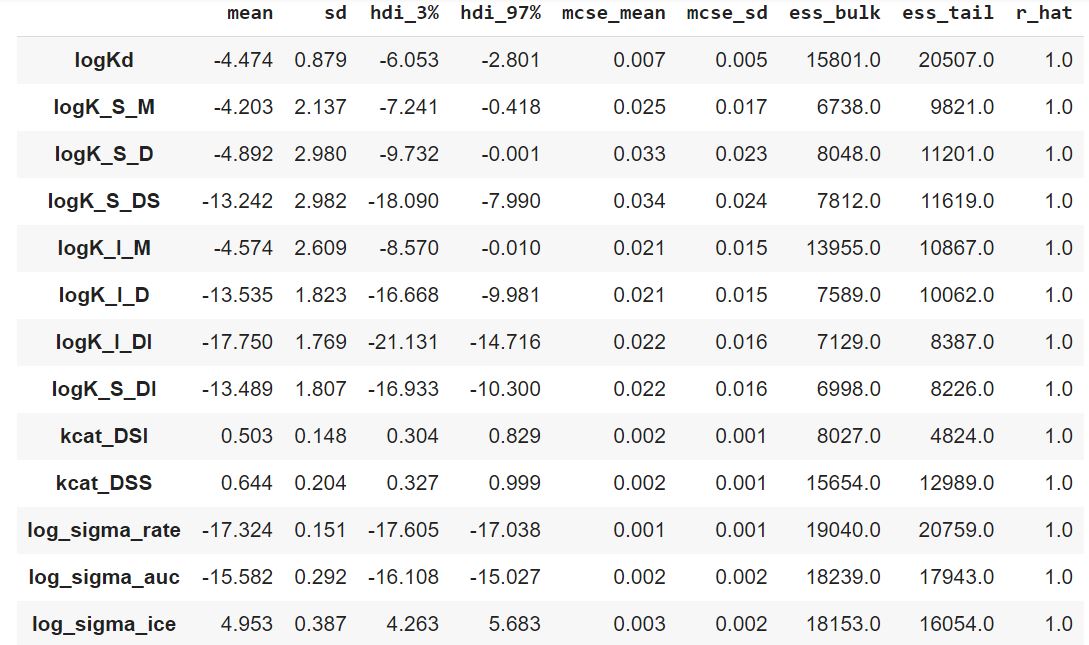 mean sd hdi_3% hdi_97% mcse_mean mcse_sd ess_bulk ess_tail r_hat
logKd -4.474 0.879 -6.053 -2.801 0.007 0.005 15801.0 20507.0 1.0
logK_S_M -4.203 2.137 -7.241 -0.418 0.025 0.017 6738.0 9821.0 1.0
logK_S_D -4.892 2.980 -9.732 -0.001 0.033 0.023 8048.0 11201.0 1.0
logK_S_DS -13.242 2.982 -18.090 -7.990 0.034 0.024 7812.0 11619.0 1.0
logK_I_M -4.574 2.609 -8.570 -0.010 0.021 0.015 13955.0 10867.0 1.0
logK_I_D -13.535 1.823 -16.668 -9.981 0.021 0.015 7589.0 10062.0 1.0
logK_I_DI -17.750 1.769 -21.131 -14.716 0.022 0.016 7129.0 8387.0 1.0
logK_S_DI -13.489 1.807 -16.933 -10.300 0.022 0.016 6998.0 8226.0 1.0
kcat_DSI 0.503 0.148 0.304 0.829 0.002 0.001 8027.0 4824.0 1.0
kcat_DSS 0.644 0.204 0.327 0.999 0.002 0.001 15654.0 12989.0 1.0
log_sigma_rate -17.324 0.151 -17.605 -17.038 0.001 0.001 19040.0 20759.0 1.0
log_sigma_auc -15.582 0.292 -16.108 -15.027 0.002 0.002 18239.0 17943.0 1.0
log_sigma_ice 4.953 0.387 4.263 5.683 0.003 0.002 18153.0 16054.0 1.0